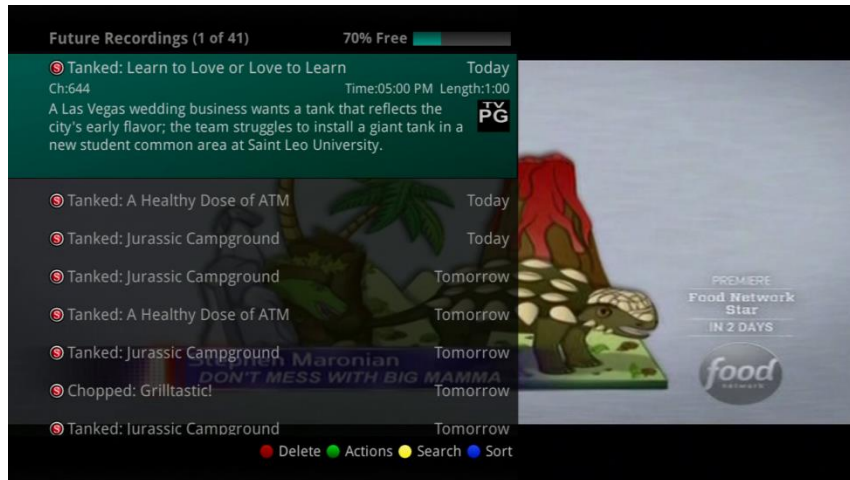 Future Recordings (1 of 41) 70% Free
S Tanked: Learn to Love or Love to Learn Today
Ch:644 Time:05:00 PM Length:1:00
A Las Vegas wedding business wants a tank that reflects the
city's early flavor; the team struggles to install a giant tank in a
new student common area at Saint Leo University.
TV
PG
S Tanked: A Healthy Dose of ATM Today
S Tanked: Jurassic Campground Today
S Tanked: Jurassic Campground Tomorrow
S Tanked: A Healthy Dose of ATM Tomorrow
S Tanked: Jurassic Campground Tomorrow
Stephen Maronian
DON'T MESS WITH BIG MAMMA
S Chopped: Grilltastic! Tomorrow
S Tanked: Jurassic Campground Tomorrow
Delete Actions Search Sort
PREMIERE
Food Network
Star
IN 2 DAYS
food
network